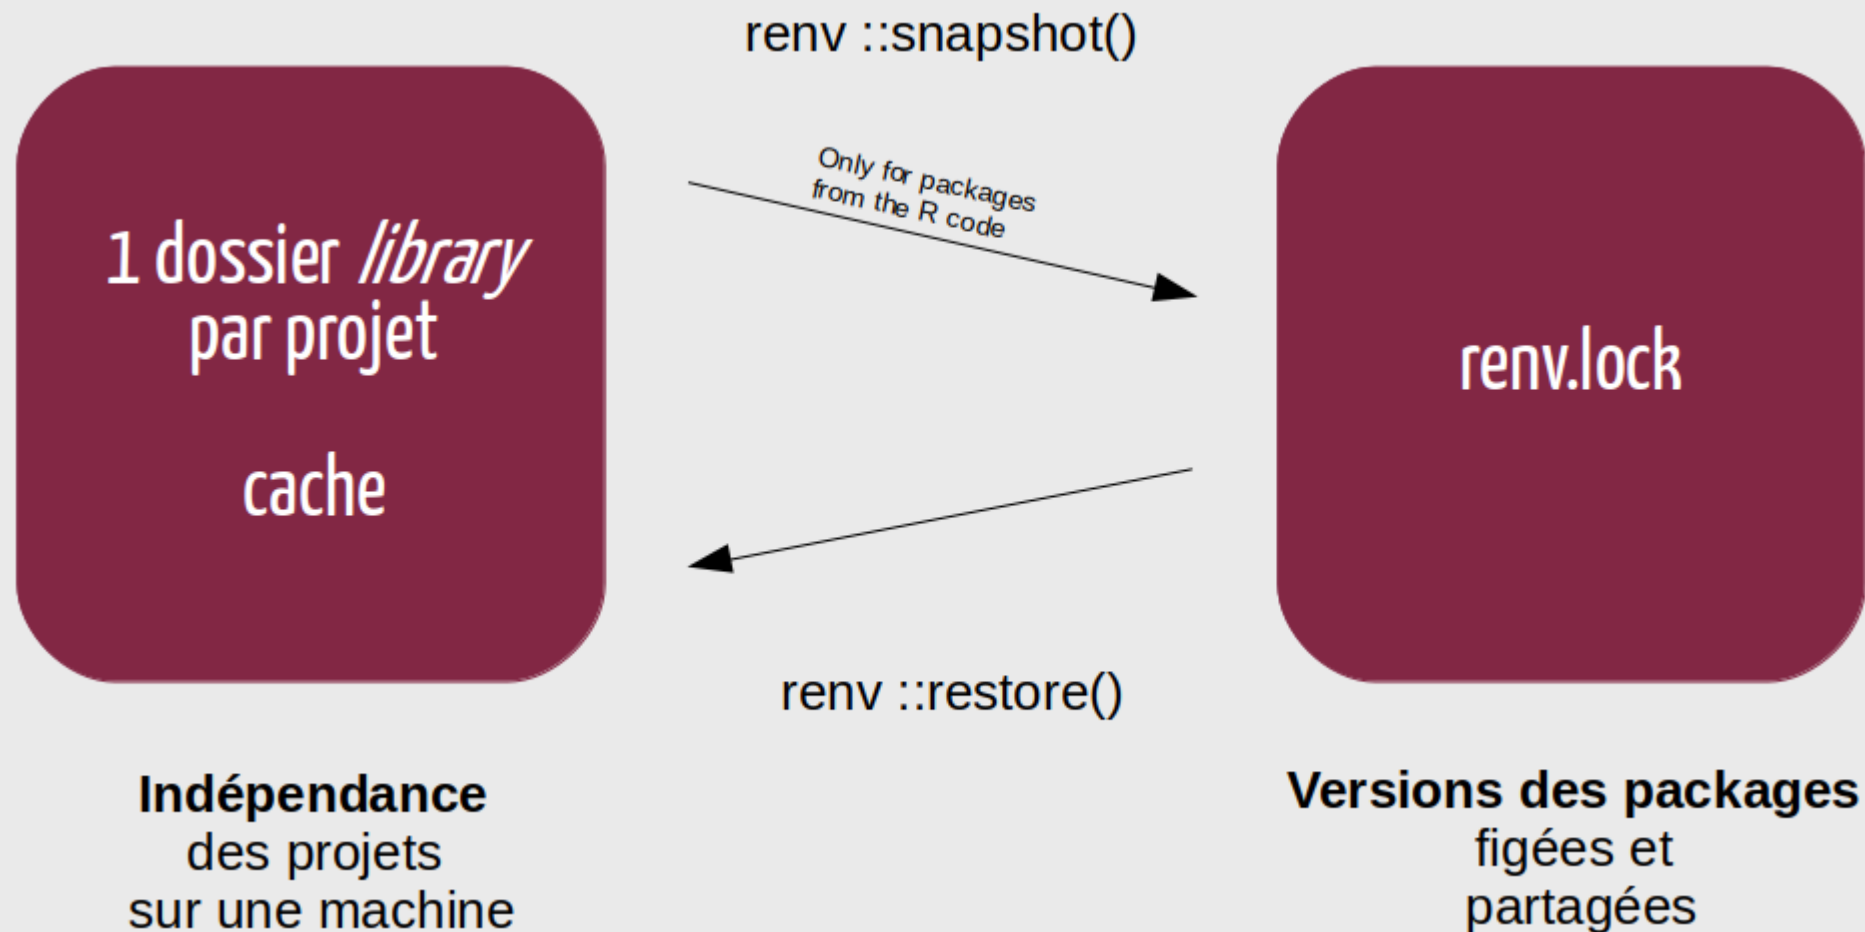 renv ::snapshot()
Only for packages
from the R code
1 dossier library
par projet
cache
renv.lock
renv ::restore()
Indépendance
des projets
sur une machine
Versions des packages
figées et
partagées